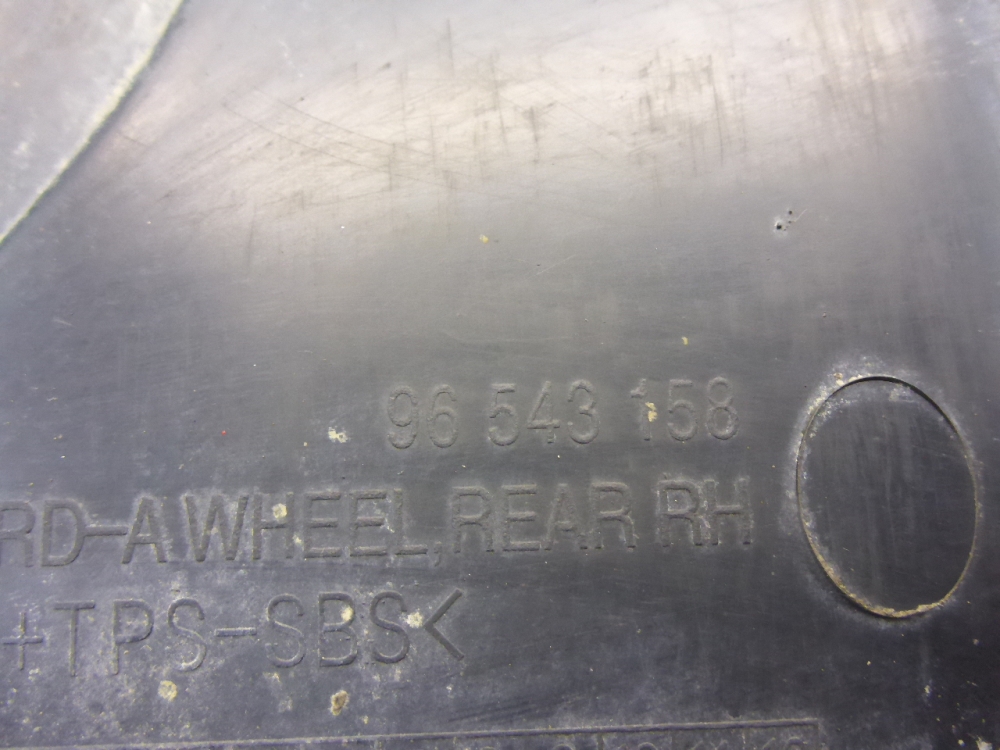 96 543 158
RD-A WHEEL, REAR RH
+TPS-SBS<